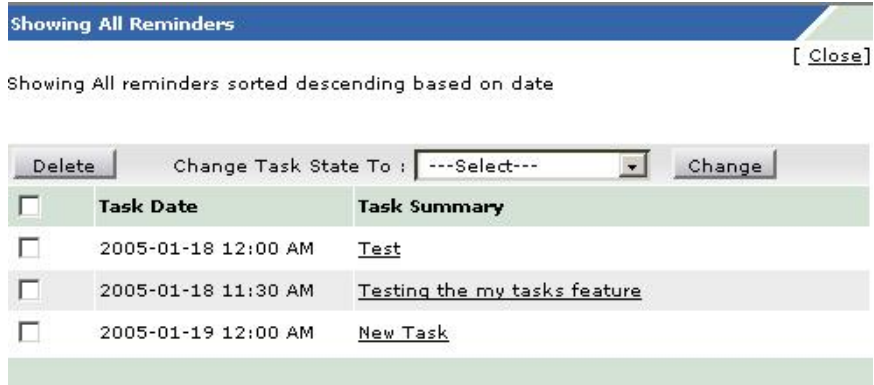 Showing All Reminders
[ Close]
Showing All reminders sorted descending based on date
Delete Change Task State To : ---Select--- Change
Task Date Task Summary
2005-01-18 12:00 AM Test
2005-01-18 11:30 AM Testing the my tasks feature
2005-01-19 12:00 AM New Task